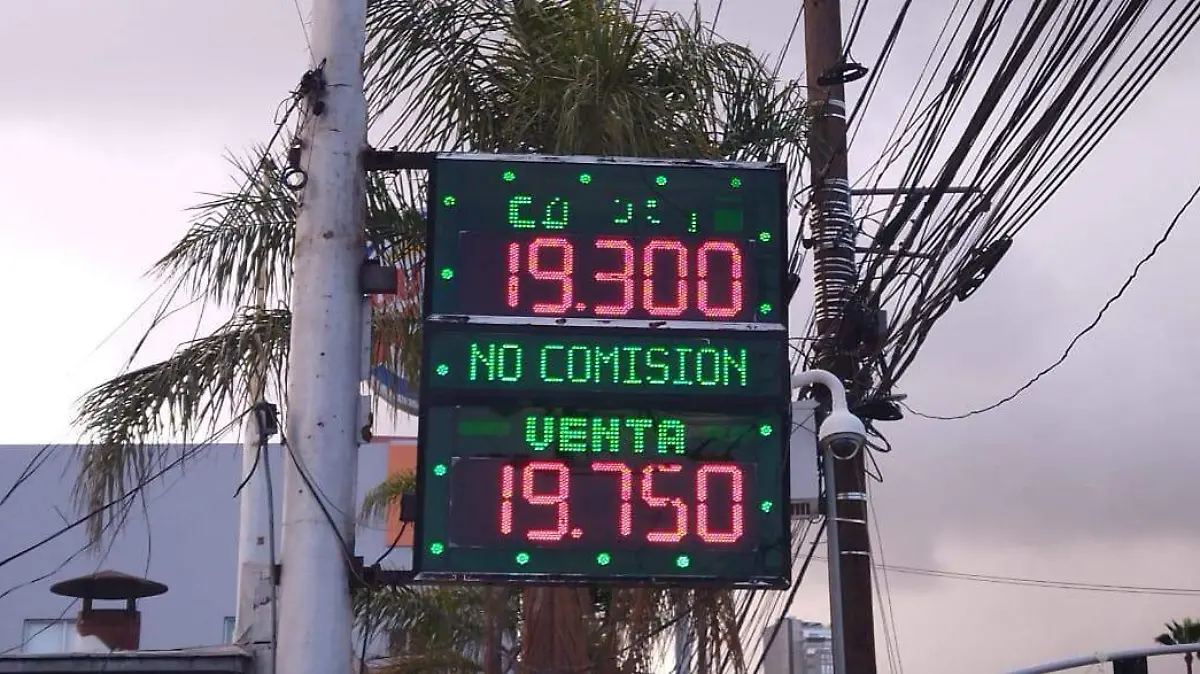 19.300
NO COMISION
VENTA
19.750